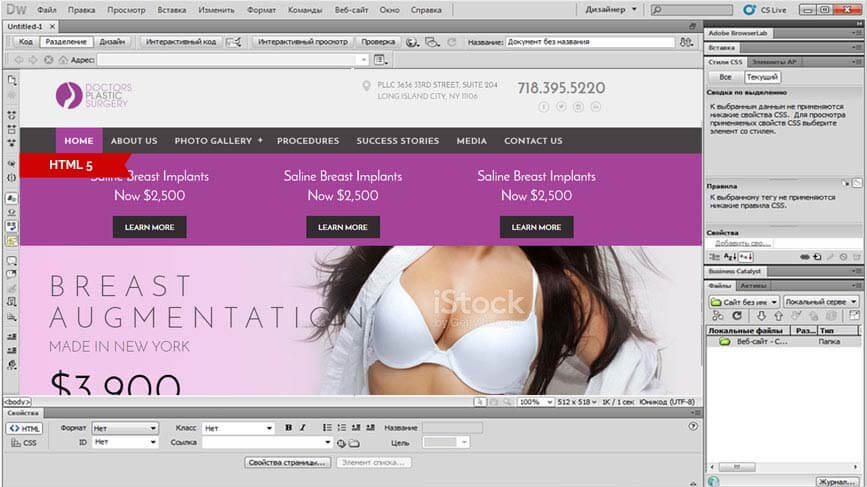 Dw
Файл Правка Просмотр Вставка Изменить Формат Команды Веб-сайт Окно Справка
Дизайнер
CS Live
Untitled-1
Код Разделение Дизайн Интерактивный код Интерактивный просмотр Проверка Название: Документ без названия
Адрес:
DOCTORS
PLASTIC
SURGERY
PLLC 3636 33RD STREET, SUITE 204
LONG ISLAND CITY, NY 11106
718.395.5220
HOME ABOUT US PHOTO GALLERY + PROCEDURES SUCCESS STORIES MEDIA CONTACT US
HTML 5
Saline Breast Implants
Now $2,500
LEARN MORE
Saline Breast Implants
Now $2,500
LEARN MORE
Saline Breast Implants
Now $2,500
LEARN MORE
BREAST
AUGMENTATION
MADE IN NEW YORK
$3,900
iStock
<body>
100% 512 x 518 1K / 1 сек Юникод (UTF-8)
Свойства
HTML
CSS
Формат Нет
ID Нет
Класс Нет
Ссылка
B I
Название
Цель
Свойства страницы...
Элемент списка...
Adobe BrowserLab
Вставка
Стили CSS Элементы AP
Все Текущий
Сводка по выделению
К выбранным данным не применяются
никакие свойства CSS. Для просмотра
применяемых свойств CSS выберите
элемент со стилем.
Правила
К выбранному тегу не применяются
никакие правила CSS.
Свойства
Добавить сво...
Business Catalyst
Файлы Активы
Сайт без имe Локальный серве
Локальные файлы Раз... Тип
Веб-сайт - С... Папка
Журнал...